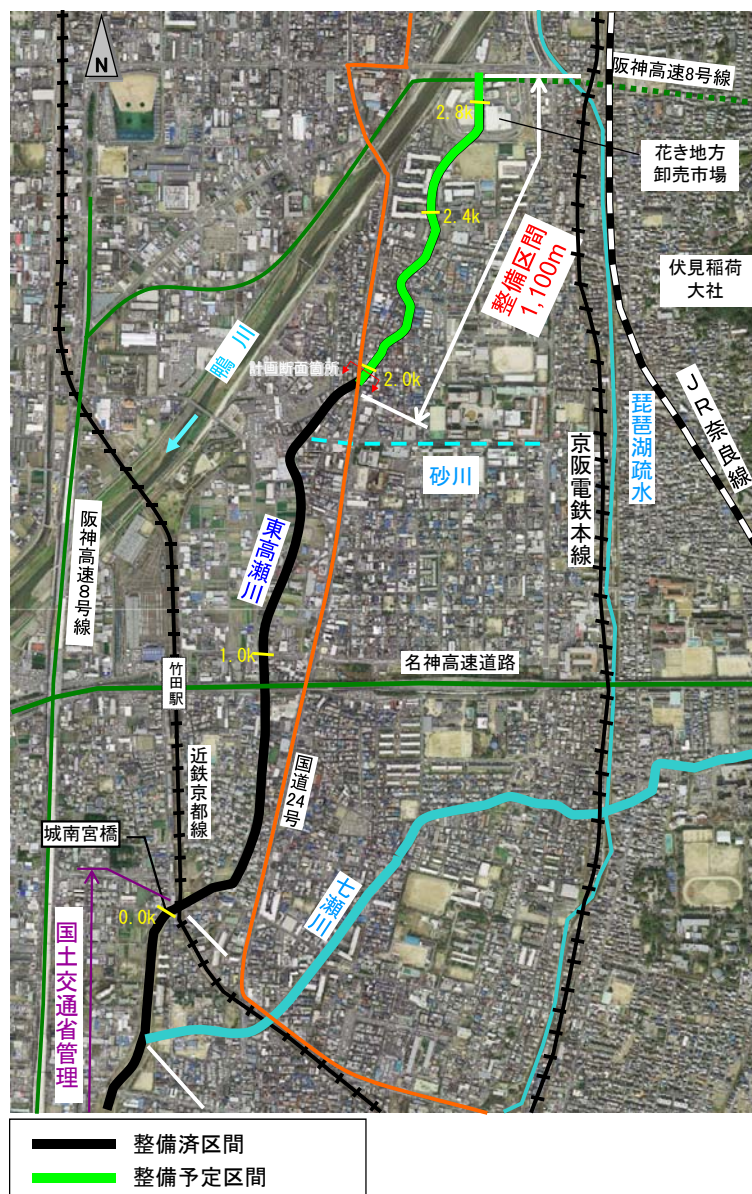 N
阪神高速8号線
2.8k
花き地方
卸売市場
2.4k
整備区間
1,100m
伏見稲荷
大社
鴨川
計画断面箇所
2.0k
JR奈良線
琵琶湖疏水
京阪電鉄本線
砂川
東高瀬川
阪神高速8号線
1.0k
名神高速道路
竹田駅
近鉄京都線
国道24号
城南宮橋
0.0k
七瀬川
国土交通省管理
整備済区間
整備予定区間